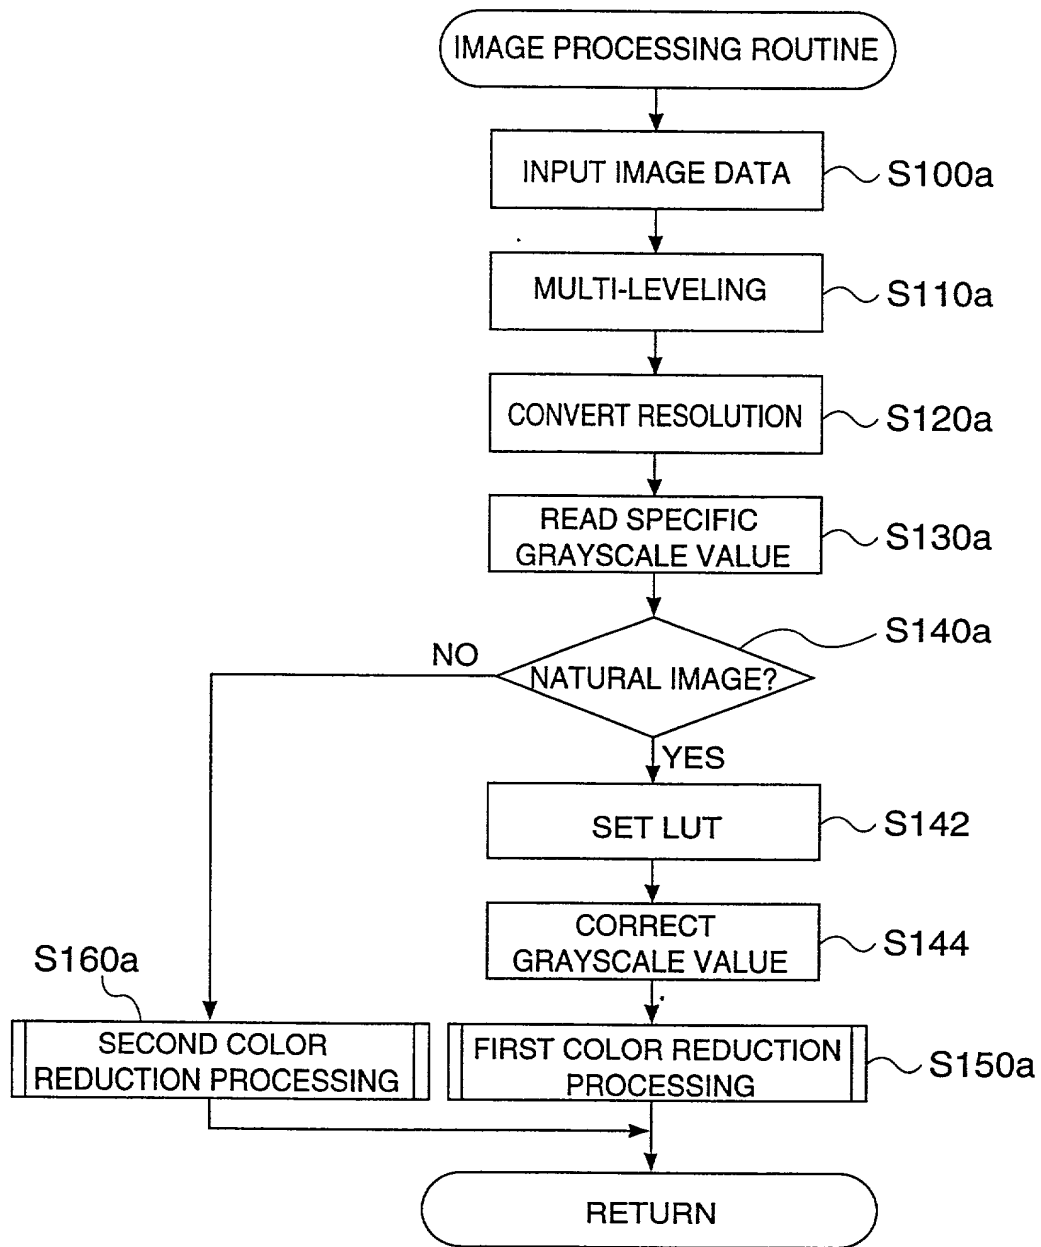 IMAGE PROCESSING ROUTINE
INPUT IMAGE DATA
S100a
MULTI-LEVELING
S110a
CONVERT RESOLUTION
S120a
READ SPECIFIC
GRAYSCALE VALUE
S130a
S140a
NO
NATURAL IMAGE?
YES
SET LUT
S142
CORRECT
GRAYSCALE VALUE
S144
S160a
SECOND COLOR
REDUCTION PROCESSING
FIRST COLOR REDUCTION
PROCESSING
S150a
RETURN